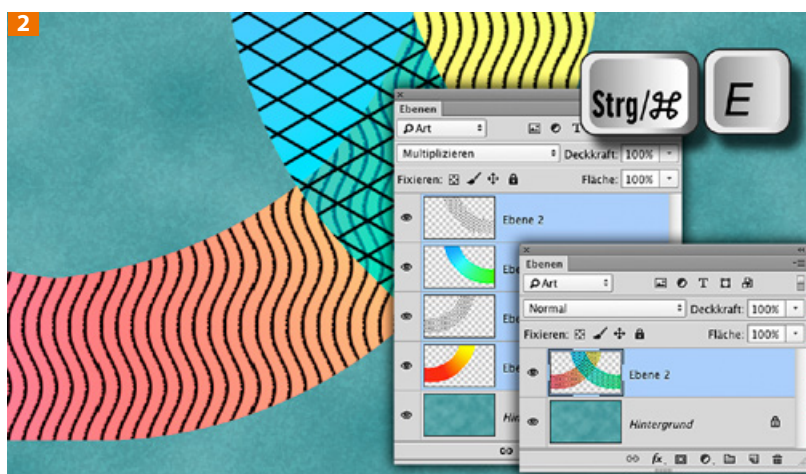 2
Strg/⌘ E
Ebenen
Art
T
Multiplizieren Deckkraft: 100%
Fixieren: Fläche: 100%
Ebene 2
Ebenen
Art
T
Normal Deckkraft: 100%
Fixieren: Fläche: 100%
Ebene 2
Hintergrund
fx